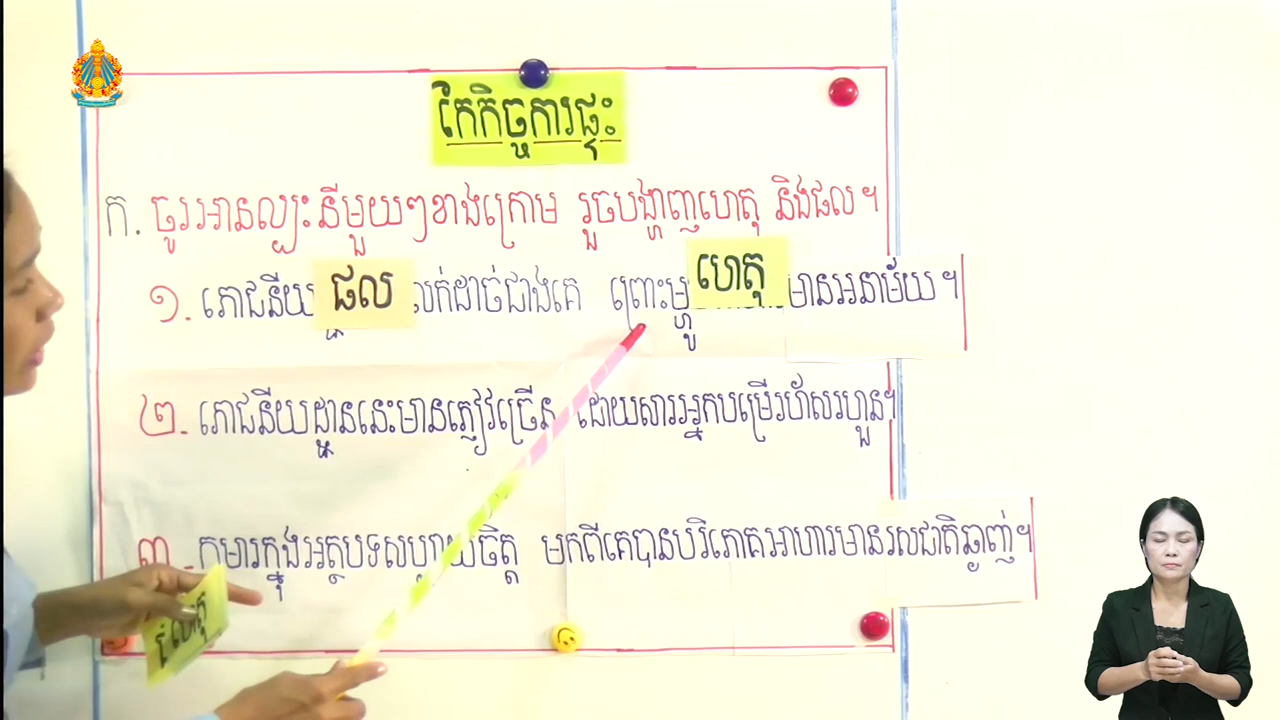 កែកិច្ចការផ្ទះ
ក. ចូរអានល្បះនីមួយៗខាងក្រោម រួចបង្ហាញហេតុ និងផល។
១. ភោជនីយ ផល លក់ដាច់ជាងគេ ព្រោះម្ហូប ហេតុ មានអនាម័យ។
២. ភោជនីយដ្ឋាននេះមានភ្ញៀវច្រើន ដោយសារអ្នកបម្រើរហ័សរហួន។
៣. កុមារក្នុងអត្ថបទសប្បាយចិត្ត មកពីគេបានបរិភោគអាហារមានរសជាតិឆ្ងាញ់។